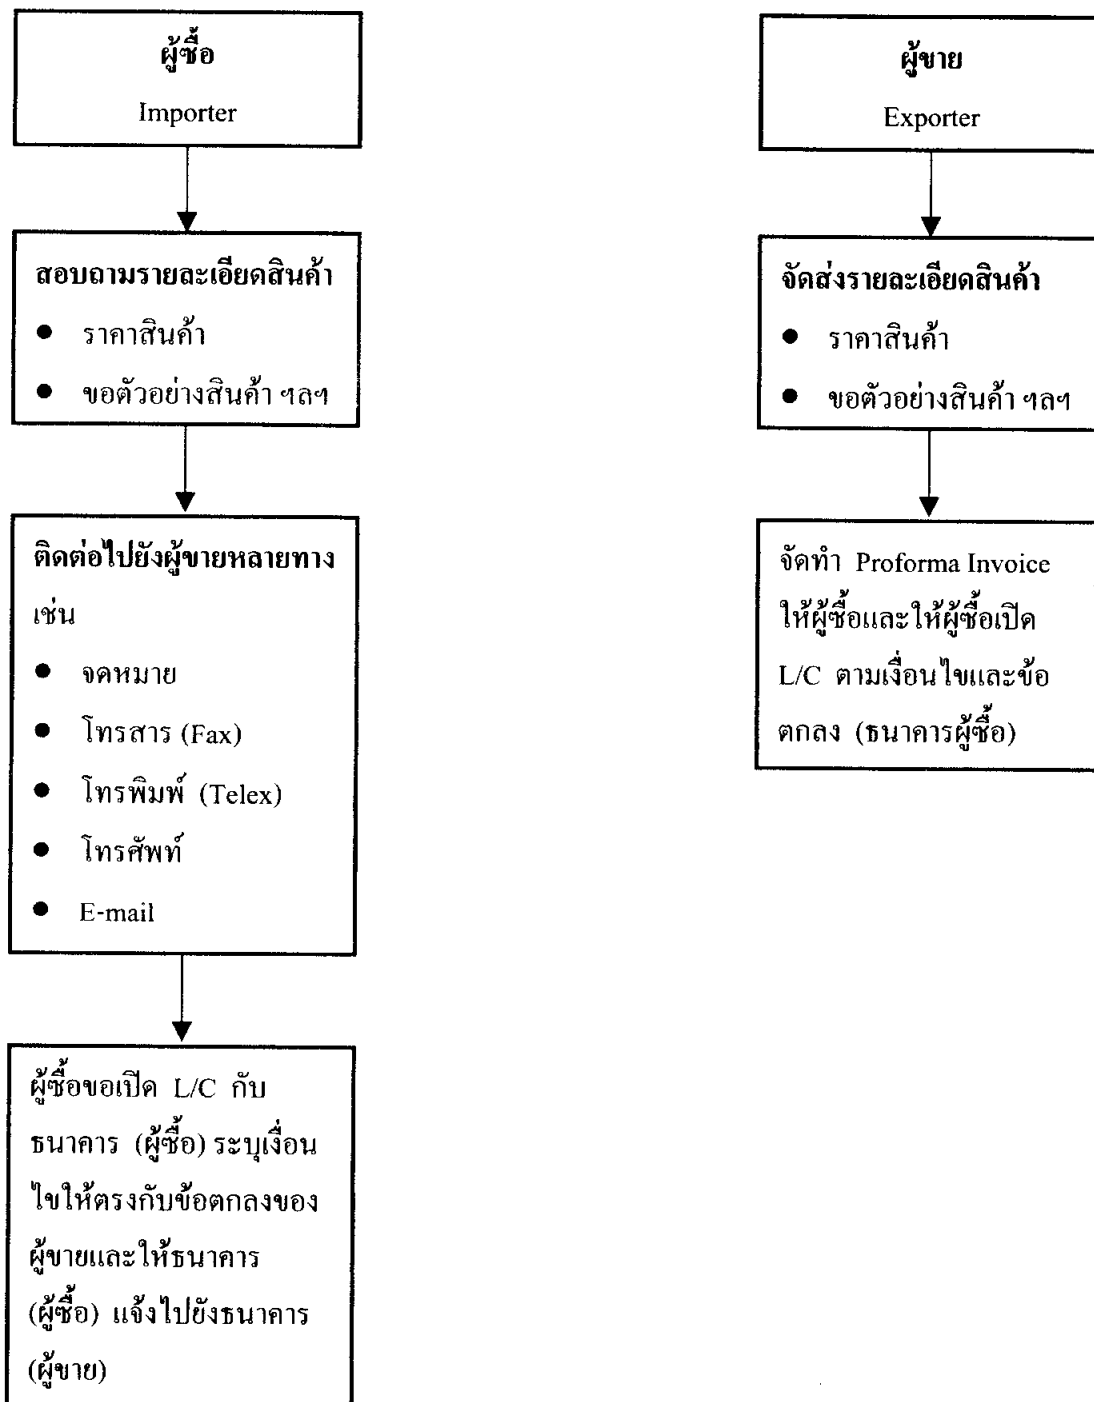 ผู้ซื้อ
Importer
สอบถามรายละเอียดสินค้า
● ราคาสินค้า
● ขอตัวอย่างสินค้า ฯลฯ
ติดต่อไปยังผู้ขายหลายทาง
เช่น
● จดหมาย
● โทรสาร (Fax)
● โทรพิมพ์ (Telex)
● โทรศัพท์
● E-mail
ผู้ซื้อขอเปิด L/C กับ
ธนาคาร (ผู้ซื้อ) ระบุเงื่อน
ไขให้ตรงกับข้อตกลงของ
ผู้ขายและให้ธนาคาร
(ผู้ซื้อ) แจ้งไปยังธนาคาร
(ผู้ขาย)
ผู้ขาย
Exporter
จัดส่งรายละเอียดสินค้า
● ราคาสินค้า
● ขอตัวอย่างสินค้า ฯลฯ
จัดทำ Proforma Invoice
ให้ผู้ซื้อและให้ผู้ซื้อเปิด
L/C ตามเงื่อนไขและข้อ
ตกลง (ธนาคารผู้ซื้อ)